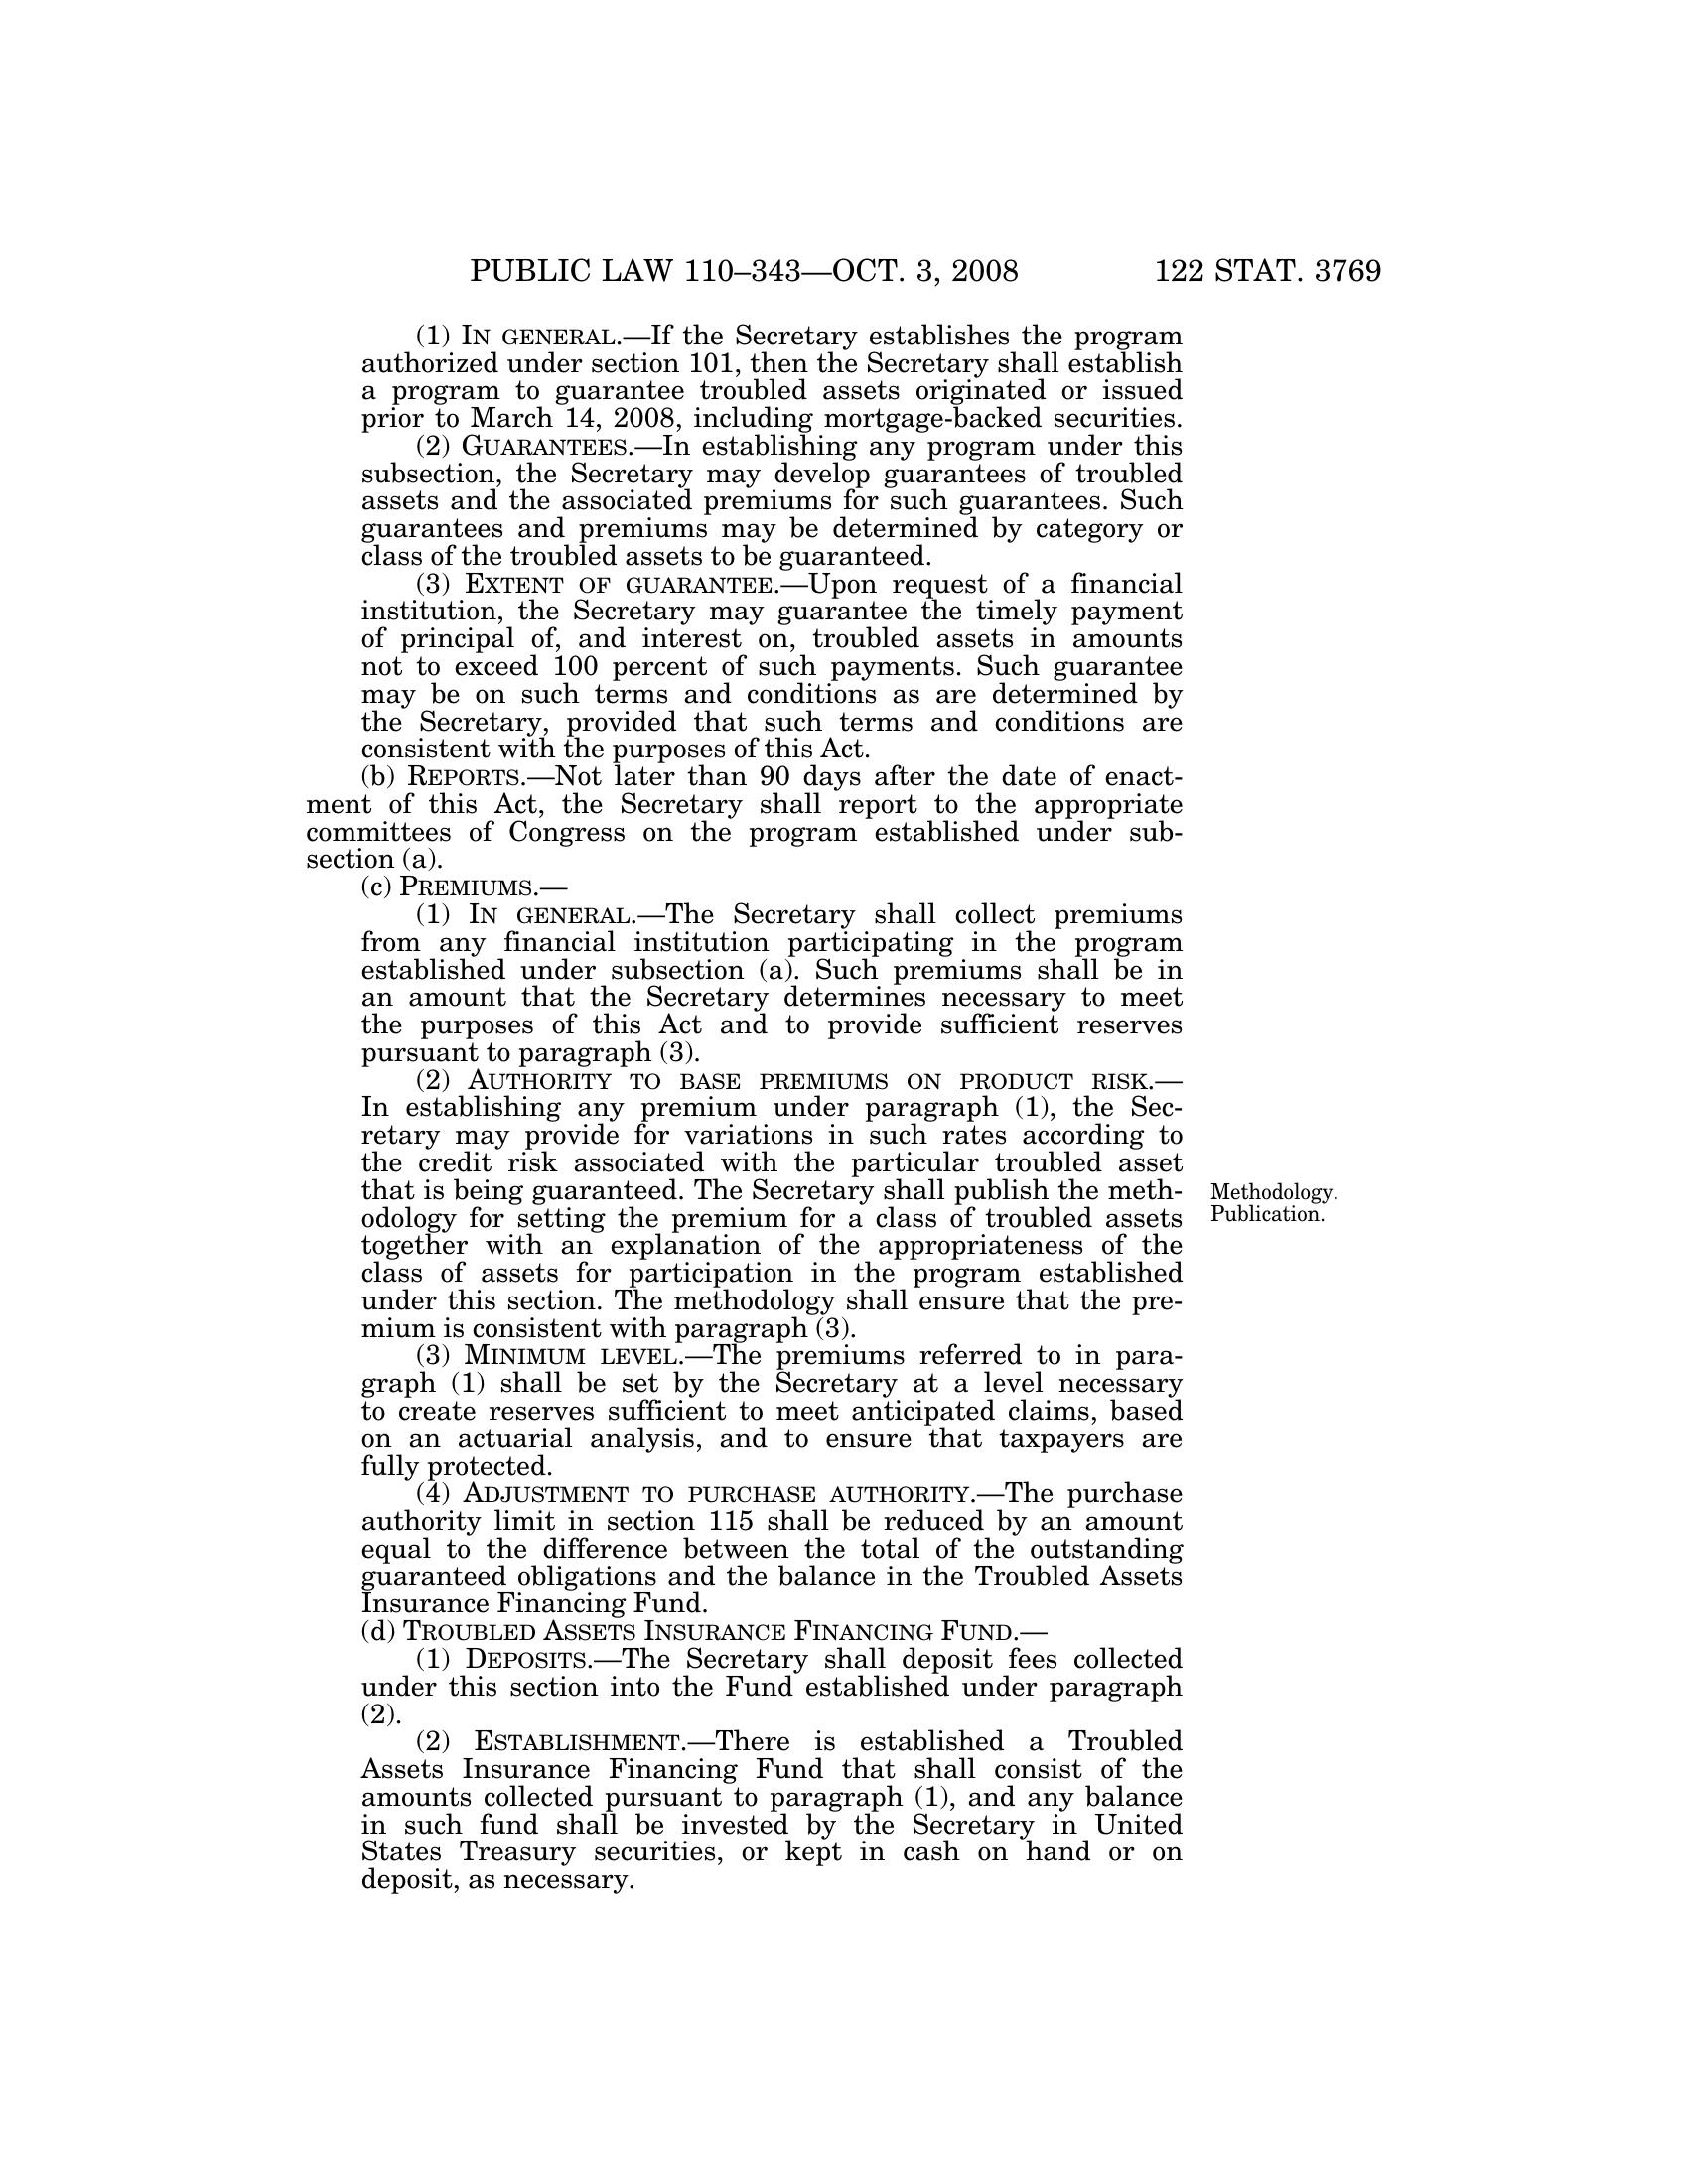 PUBLIC LAW 110–343—OCT. 3, 2008 122 STAT. 3769
(1) IN GENERAL.—If the Secretary establishes the program
authorized under section 101, then the Secretary shall establish
a program to guarantee troubled assets originated or issued
prior to March 14, 2008, including mortgage-backed securities.
(2) GUARANTEES.—In establishing any program under this
subsection, the Secretary may develop guarantees of troubled
assets and the associated premiums for such guarantees. Such
guarantees and premiums may be determined by category or
class of the troubled assets to be guaranteed.
(3) EXTENT OF GUARANTEE.—Upon request of a financial
institution, the Secretary may guarantee the timely payment
of principal of, and interest on, troubled assets in amounts
not to exceed 100 percent of such payments. Such guarantee
may be on such terms and conditions as are determined by
the Secretary, provided that such terms and conditions are
consistent with the purposes of this Act.
(b) REPORTS.—Not later than 90 days after the date of enact-
ment of this Act, the Secretary shall report to the appropriate
committees of Congress on the program established under sub-
section (a).
(c) PREMIUMS.—
(1) IN GENERAL.—The Secretary shall collect premiums
from any financial institution participating in the program
established under subsection (a). Such premiums shall be in
an amount that the Secretary determines necessary to meet
the purposes of this Act and to provide sufficient reserves
pursuant to paragraph (3).
(2) AUTHORITY TO BASE PREMIUMS ON PRODUCT RISK.—
In establishing any premium under paragraph (1), the Sec-
retary may provide for variations in such rates according to
the credit risk associated with the particular troubled asset
that is being guaranteed. The Secretary shall publish the meth-
odology for setting the premium for a class of troubled assets
together with an explanation of the appropriateness of the
class of assets for participation in the program established
under this section. The methodology shall ensure that the pre-
mium is consistent with paragraph (3).
Methodology.
Publication.
(3) MINIMUM LEVEL.—The premiums referred to in para-
graph (1) shall be set by the Secretary at a level necessary
to create reserves sufficient to meet anticipated claims, based
on an actuarial analysis, and to ensure that taxpayers are
fully protected.
(4) ADJUSTMENT TO PURCHASE AUTHORITY.—The purchase
authority limit in section 115 shall be reduced by an amount
equal to the difference between the total of the outstanding
guaranteed obligations and the balance in the Troubled Assets
Insurance Financing Fund.
(d) TROUBLED ASSETS INSURANCE FINANCING FUND.—
(1) DEPOSITS.—The Secretary shall deposit fees collected
under this section into the Fund established under paragraph
(2).
(2) ESTABLISHMENT.—There is established a Troubled
Assets Insurance Financing Fund that shall consist of the
amounts collected pursuant to paragraph (1), and any balance
in such fund shall be invested by the Secretary in United
States Treasury securities, or kept in cash on hand or on
deposit, as necessary.